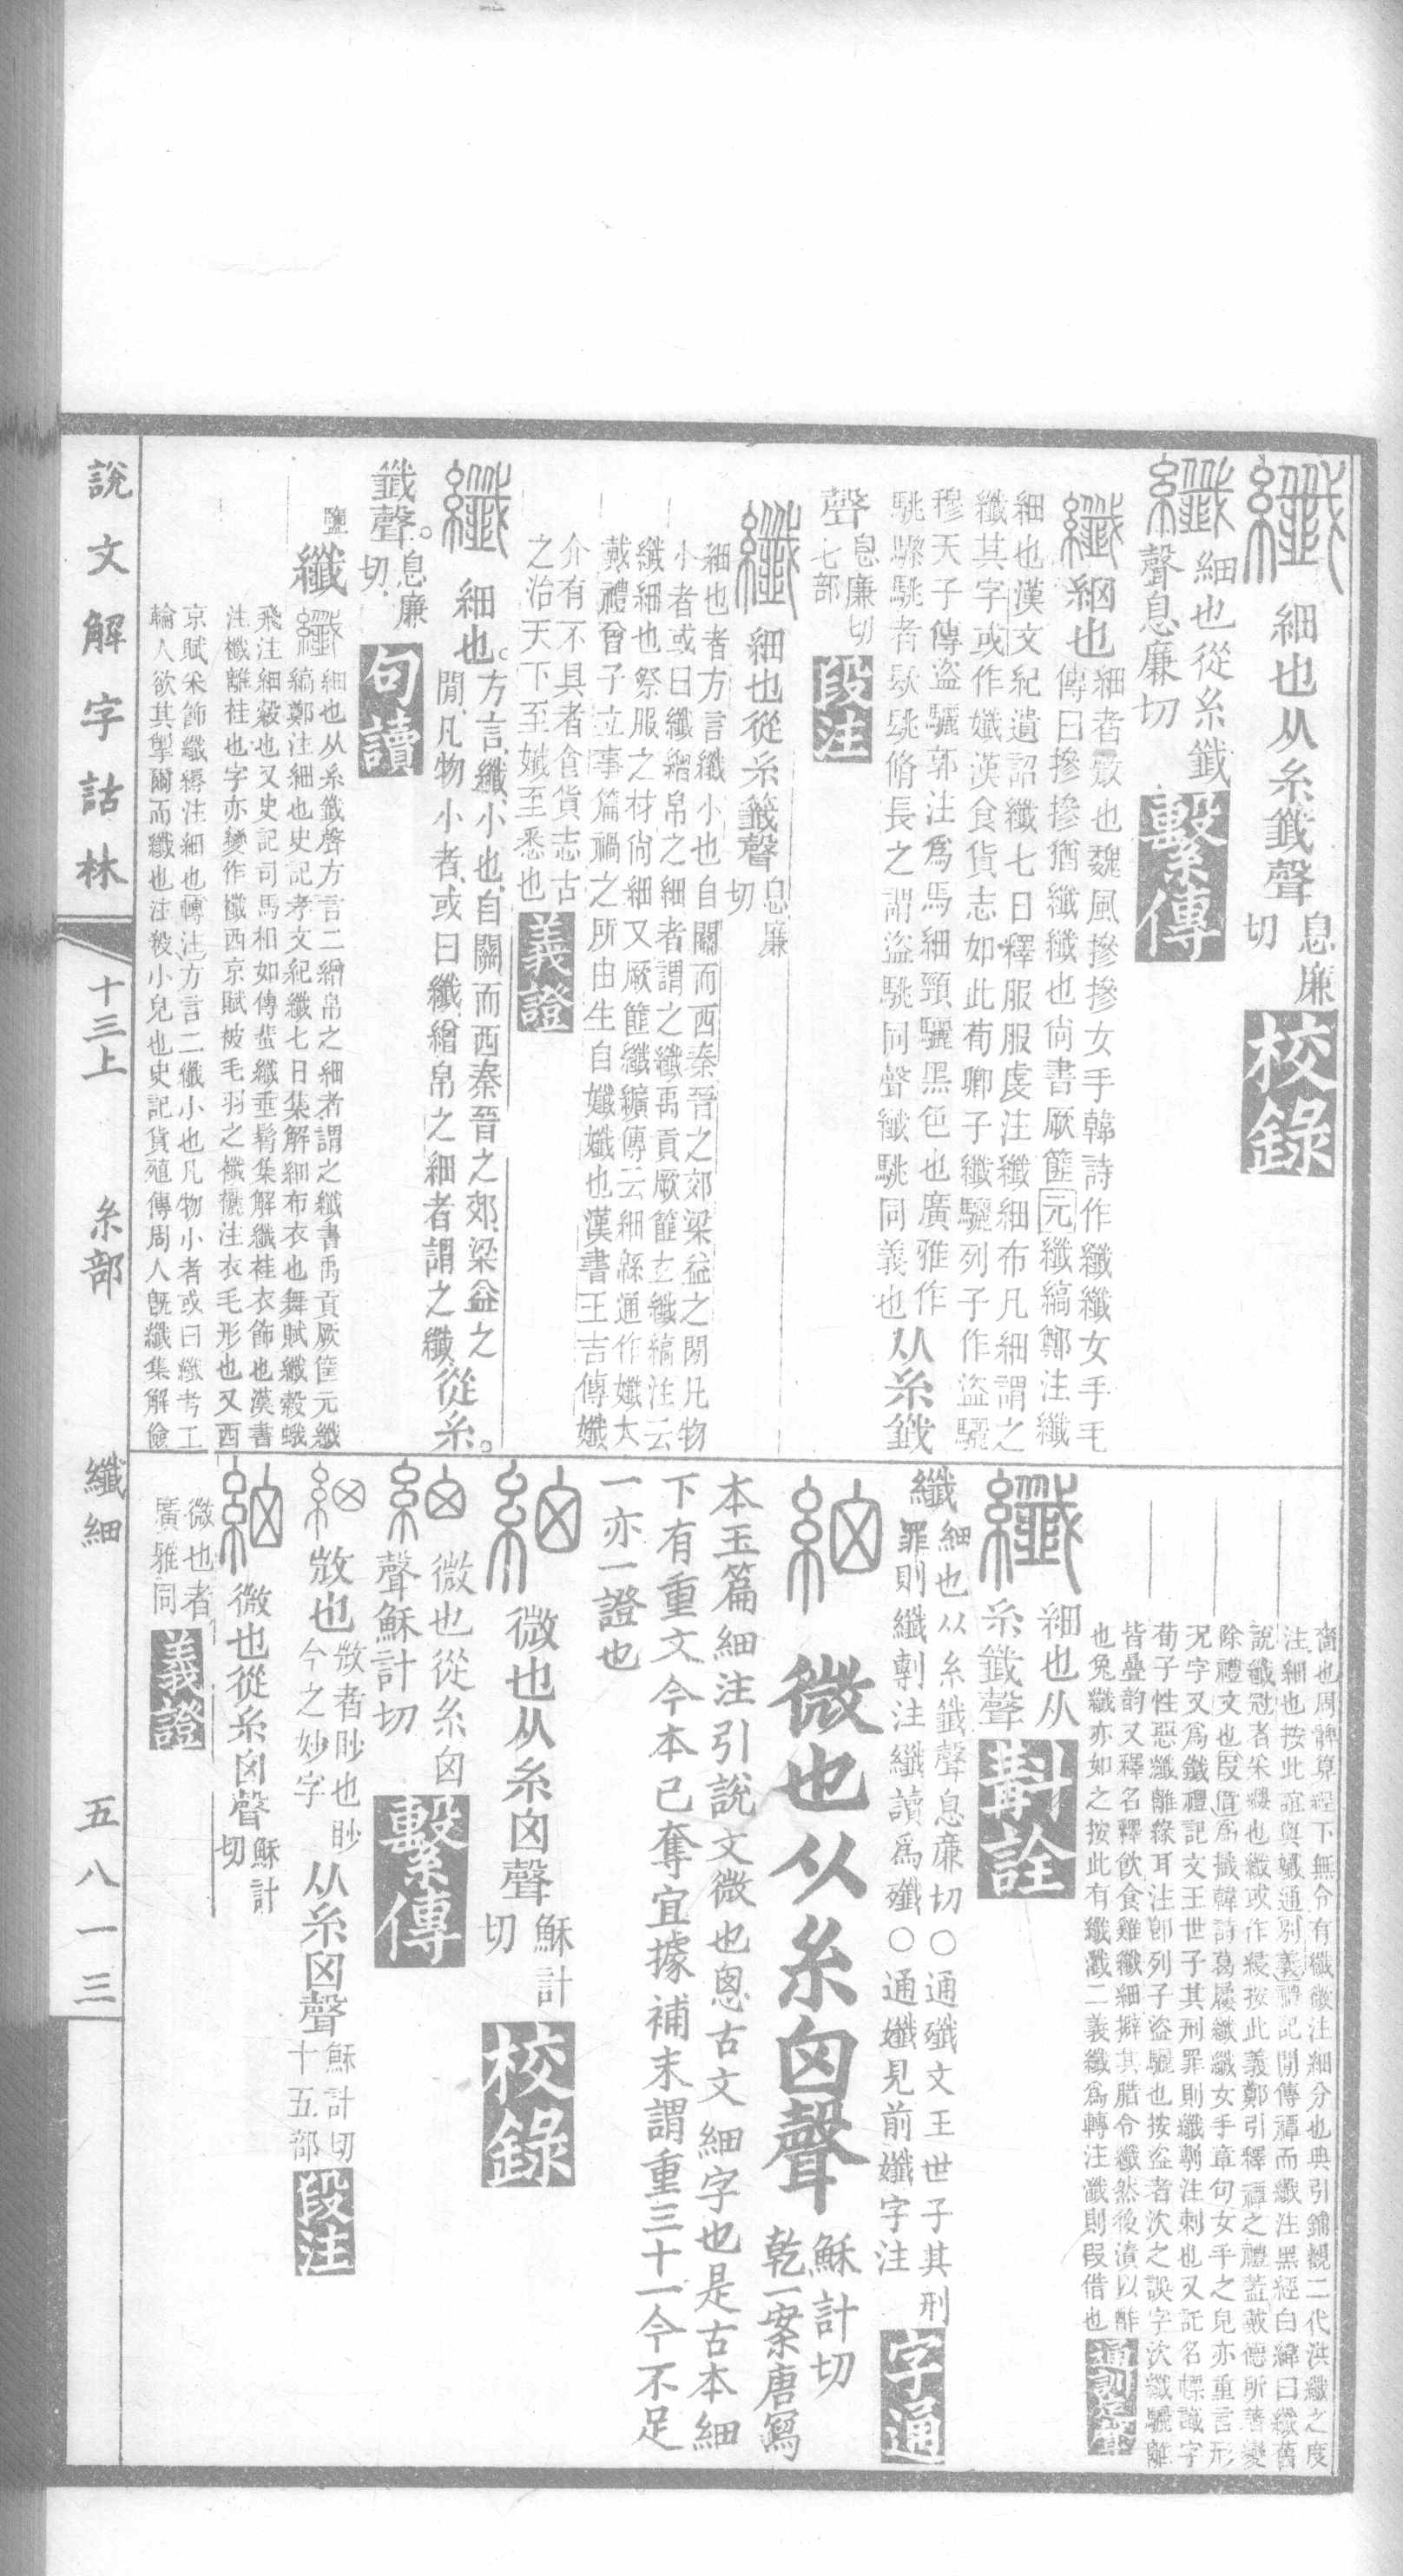 纖 細也从糸韱聲 息廉切 校錄
纖 細也從糸韱聲息廉切 繫傳
纖 細也 細者㪫也魏風摻摻女手韓詩作纖纖女手毛
傳曰摻摻猶纖纖也尙書厥篚元纖縞鄭注纖
細也漢文紀遺詔纖七日釋服服虔注纖細布凡細謂之
纖其字或作孅漢食貨志如此荀卿子纖驪列子作盜驪
穆天子傳盜驪郭注爲馬細頸驪黑色也廣雅作
駣騄駣者
脩長之謂盜駣同聲纖駣同義也 从糸韱
聲 息廉切七部 段注
纖 細也從糸韱聲 息廉切
細也者方言纖小也自關而西秦晉之郊梁益之閒凡物
小者或曰纖繒帛之細者謂之纖禹貢厥篚玄纖縞注云
纖細也祭服之材尙細又厥篚纖纊傳云細緜通作孅大
戴禮曾子立事篇禍之所由生自孅孅也漢書王吉傳孅
介有不具者食貨志古
之治天下至孅至悉也 義證
纖 細也。方言、纖、小也、自關而西秦晉之郊、梁益之
閒、凡物小者、或曰纖、繒帛之細者謂之纖、 從糸。
韱聲。息廉切、 句讀
鹽 纖 細也从糸韱聲方言二繒帛之細者謂之纖書禹貢厥篚元纖
縞鄭注細也史記孝文紀纖七日集解細布衣也舞賦纖縠蛾
飛注細縠也又史記司馬相如傳蜚纖垂髾集解纖袿衣飾也漢書
注襳離袿也字亦變作襳西京賦被毛羽之襳襹注衣毛形也又西
京賦采飾纖縟注細也轉注方言二纖小也凡物小者或曰纖考工
輪人欲其掣爾而纖也注殺小皃也史記貨殖傳周人旣纖集解儉
嗇也周髀算經下無令有纖微注細分也典引鋪觀二代洪纖之度
注細也按此誼與孅通別義禮記閒傳禫而纖注黑經白緯曰纖舊
說纖冠者采纓也纖或作綅按此義鄭引釋禫之禮蓋戴德所著變
除禮文也叚借爲攕韓詩葛屨纖纖女手章句女手之皃亦重言形
况字又爲鑯禮記文王世子其刑罪則纖剸注刺也又託名幖識字
荀子性惡纖離綠耳注卽列子盜驪也按盜者㳄之誤字㳄纖驪離
皆疊韵又釋名釋飲食雞纖細擗其腊令纖然後漬以酢
也兔纖亦如之按此有纖孅二義纖爲轉注孅則叚借也 通訓定聲
纖 細也从糸韱聲 斠詮
纖 細也从糸韱聲息廉切〇通殲文王世子其刑
罪則纖剸注纖讀爲殲〇通孅見前孅字注 字通
細 微也从糸囟聲 穌計切 乾一案唐寫
本玉篇細注引說文微也恖古文細字也是古本細
下有重文今本已奪宜據補末謂重三十一今不足
一亦一證也
細 微也从糸囟聲 穌計切 校錄
細 微也從糸囟聲穌計切 繫傳
細 㪫也 㪫者眇也眇今之妙字 从糸囟聲 穌計切十五部 段注
細 微也從糸囟聲 穌計切
微也者廣雅同 義證
說文解字詁林 十三上 糸部 纖細 五八一三